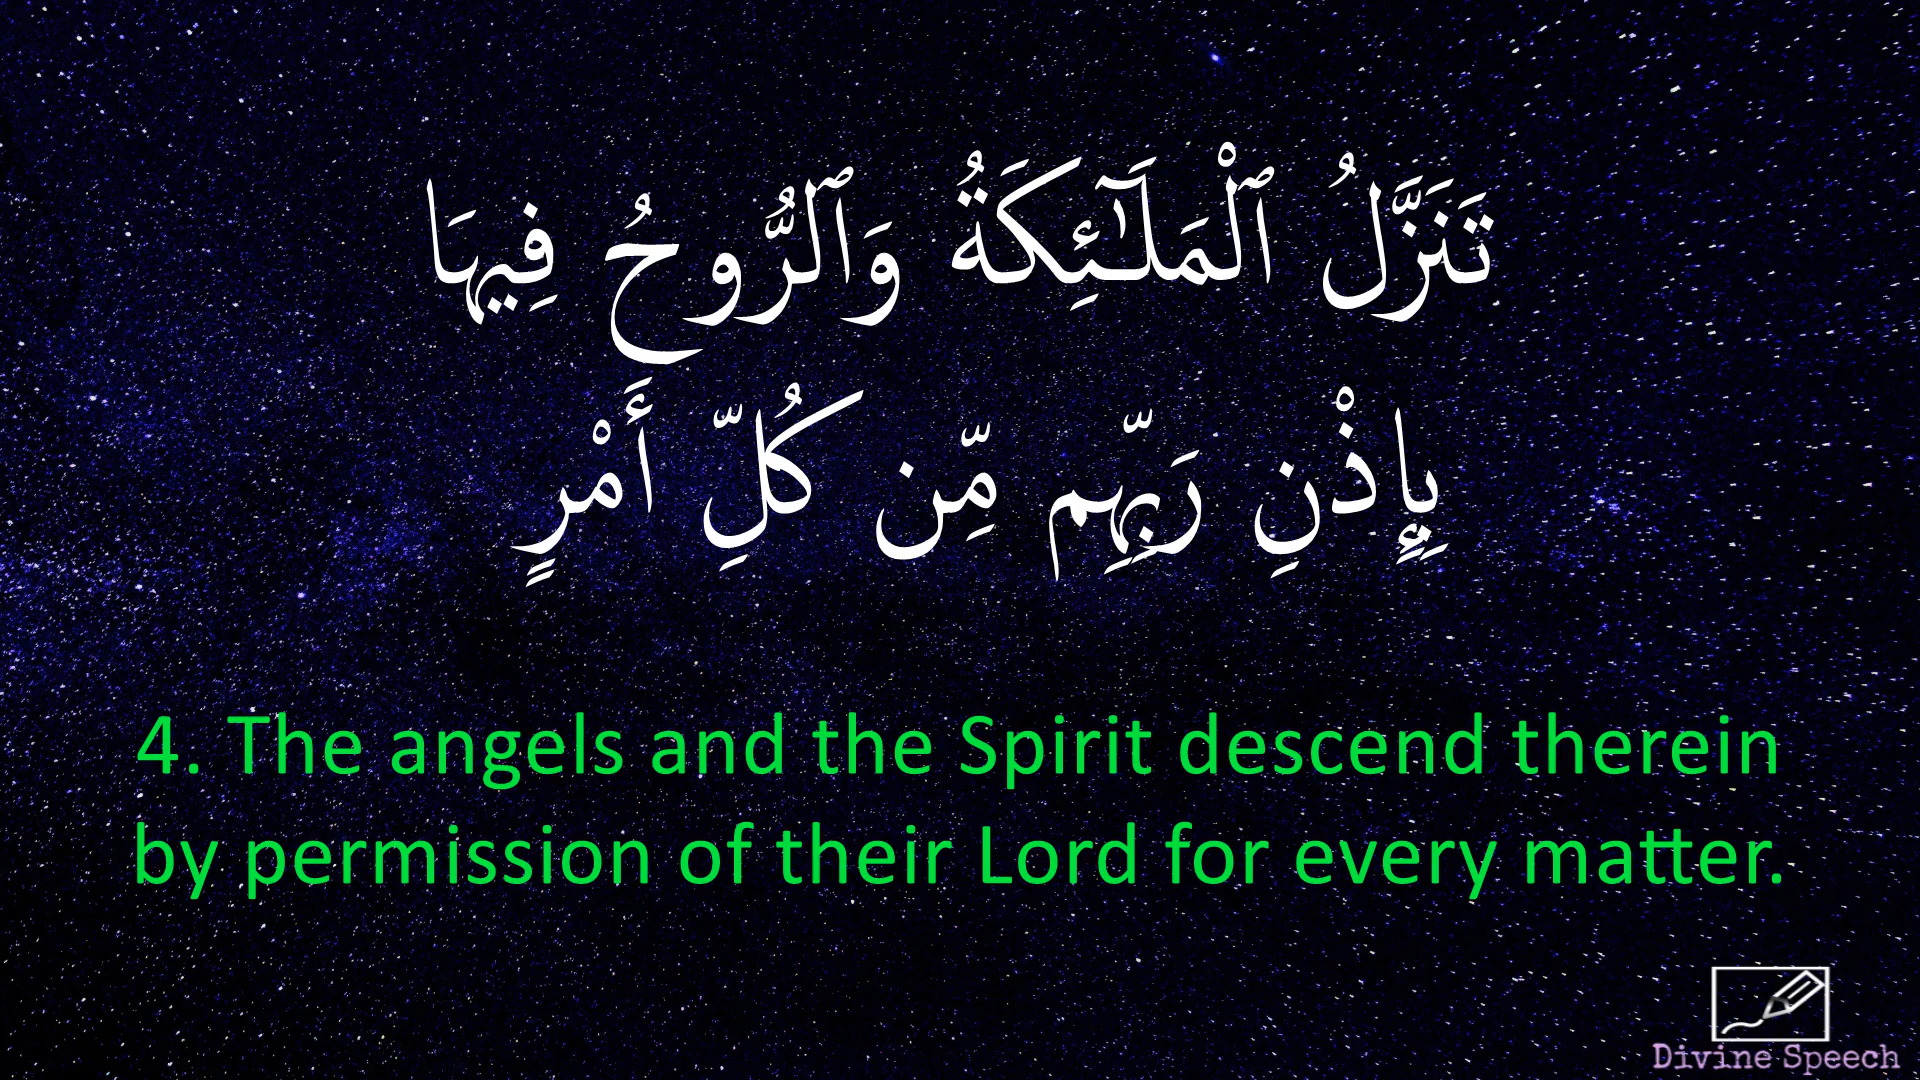 تَنَزَّلُ ٱلْمَلَـٰٓئِكَةُ وَٱلرُّوحُ فِيهَا
بِإِذْنِ رَبِّهِم مِّن كُلِّ أَمْرٍ
4. The angels and the Spirit descend therein
by permission of their Lord for every matter.
Divine Speech